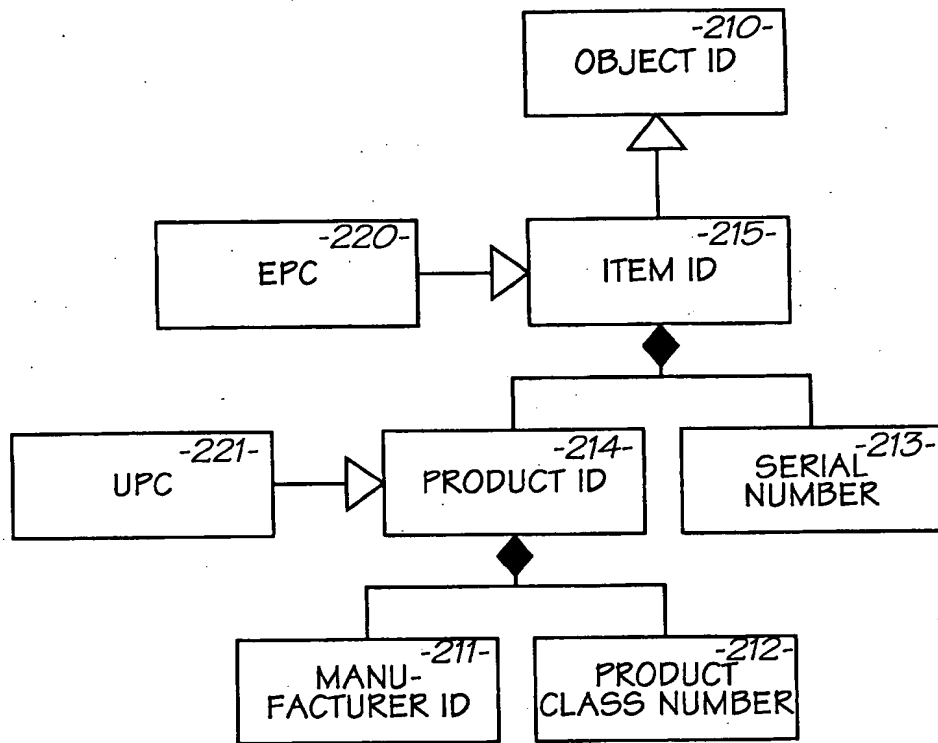 -210-
OBJECT ID
-220-
EPC
-215-
ITEM ID
-221-
UPC
-214-
PRODUCT ID
-213-
SERIAL
NUMBER
-211-
MANU-
FACTURER ID
-212-
PRODUCT
CLASS NUMBER